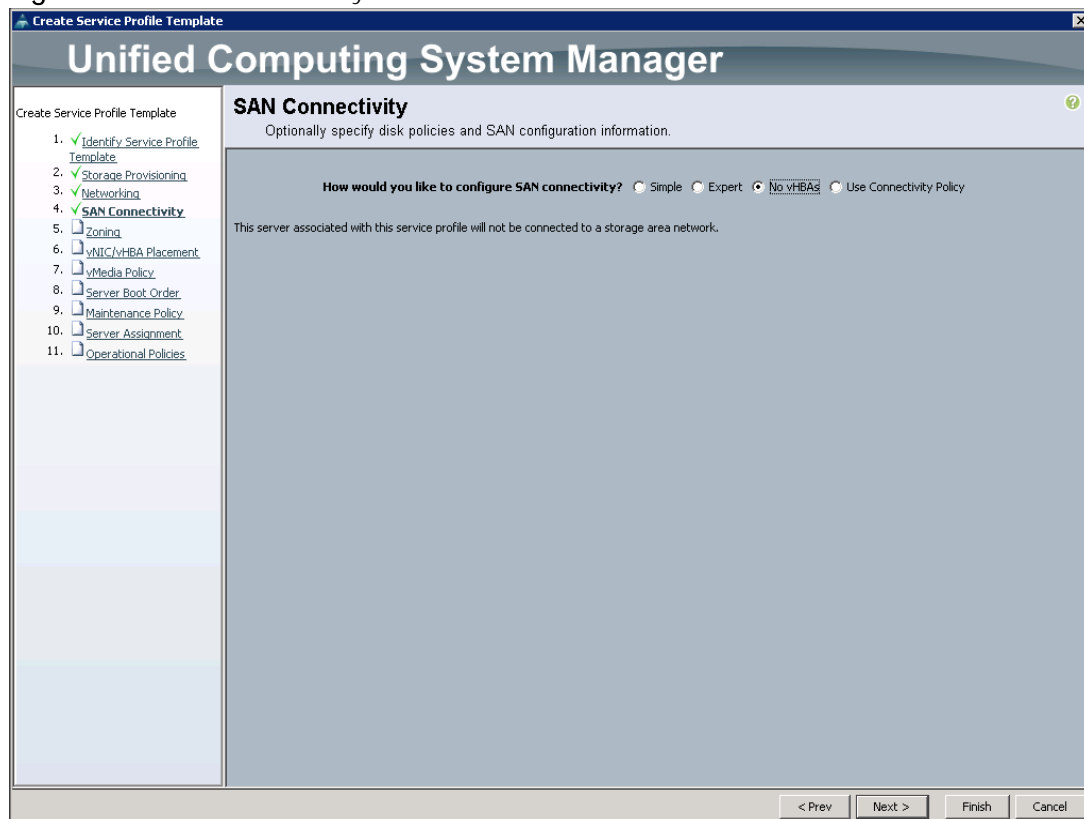 Create Service Profile Template
Unified Computing System Manager
Create Service Profile Template
1. Identify Service Profile
Template
2. Storage Provisioning
3. Networking
4. SAN Connectivity
5. Zoning
6. vNIC/vHBA Placement
7. vMedia Policy
8. Server Boot Order
9. Maintenance Policy
10. Server Assignment
11. Operational Policies
SAN Connectivity
Optionally specify disk policies and SAN configuration information.
How would you like to configure SAN connectivity? Simple Expert No vHBAs Use Connectivity Policy
This server associated with this service profile will not be connected to a storage area network.
< Prev Next > Finish Cancel